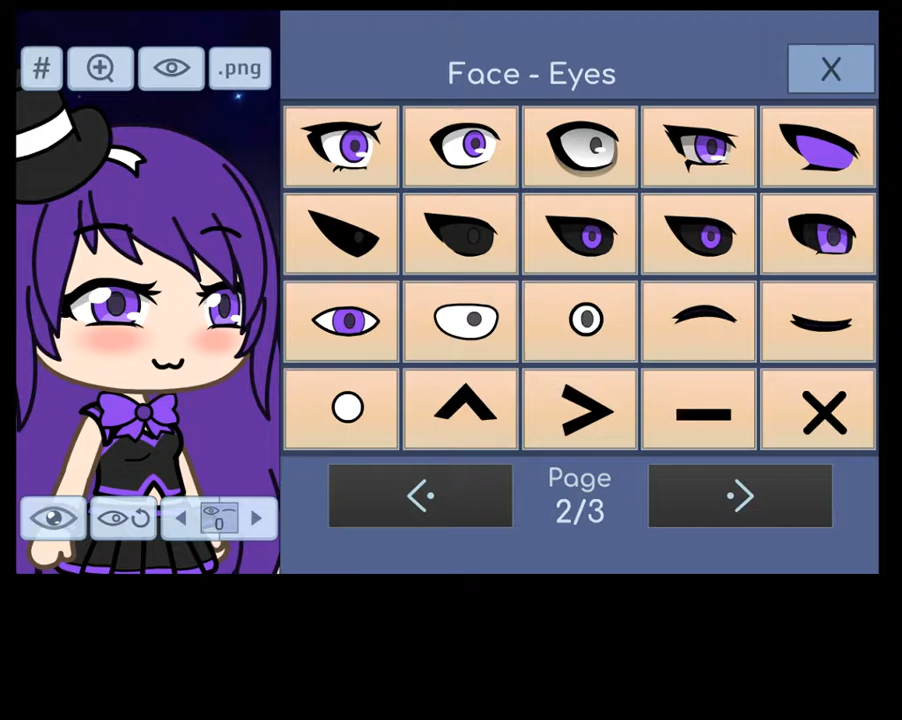 #
.png
Face - Eyes
X
Page
2/3
0